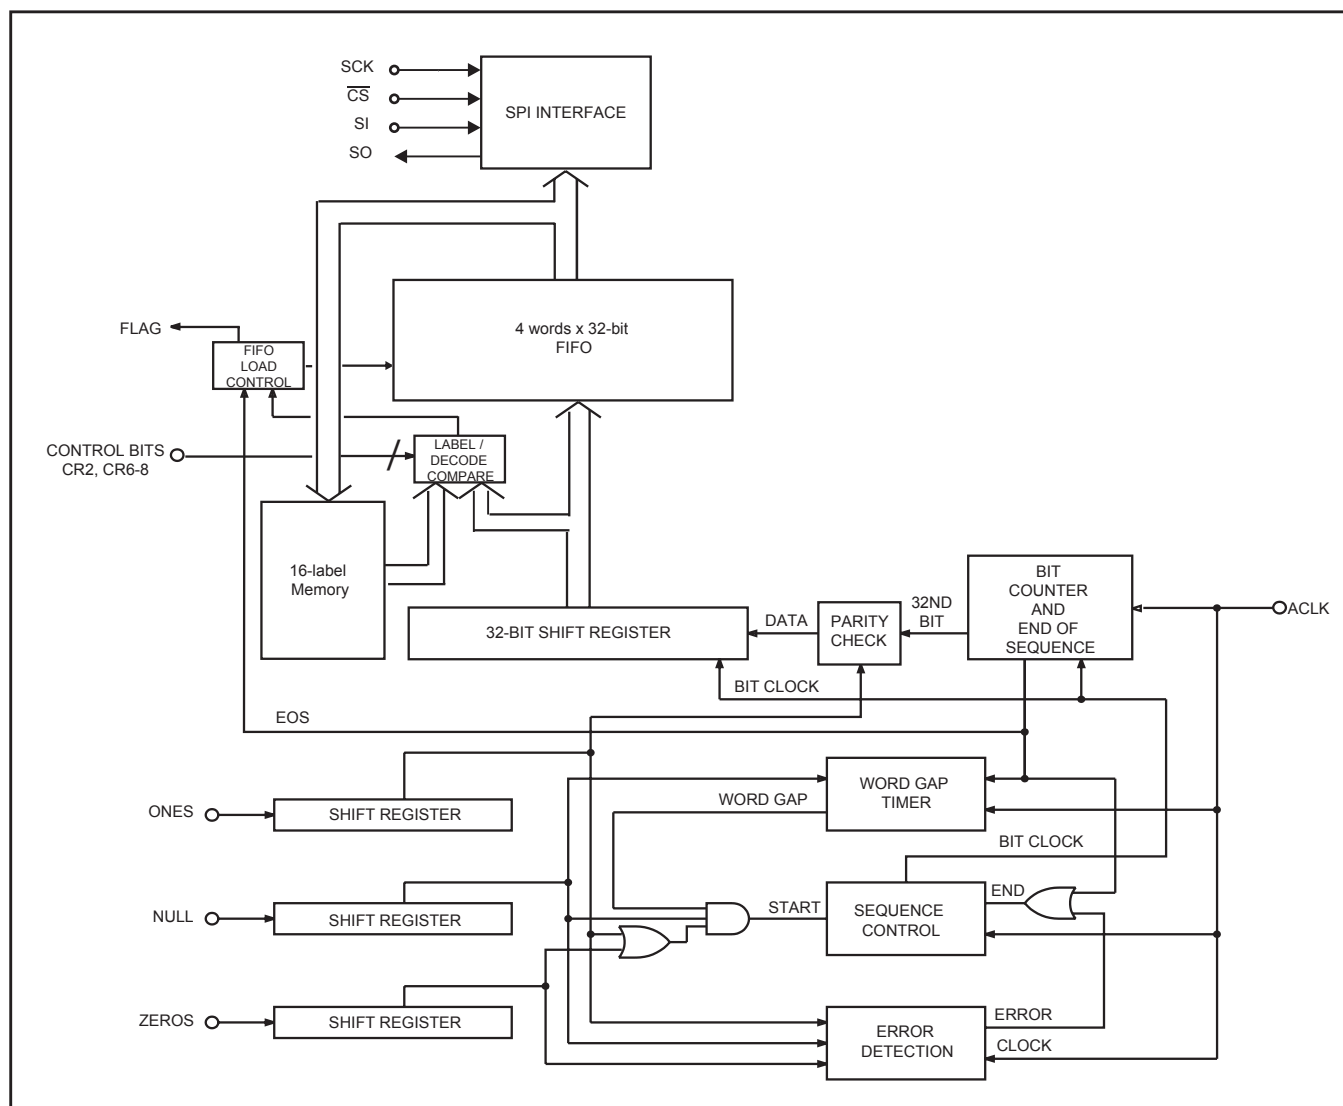 SCK
CS
SI
SO
SPI INTERFACE
4 words x 32-bit
FIFO
FLAG
FIFO
LOAD
CONTROL
CONTROL BITS
CR2, CR6-8
LABEL /
DECODE
COMPARE
16-label
Memory
32-BIT SHIFT REGISTER
DATA
PARITY
CHECK
32ND
BIT
BIT
COUNTER
AND
END OF
SEQUENCE
ACLK
BIT CLOCK
EOS
ONES
SHIFT REGISTER
WORD GAP
WORD GAP
TIMER
BIT CLOCK
NULL
SHIFT REGISTER
START
SEQUENCE
CONTROL
END
ZEROS
SHIFT REGISTER
ERROR
DETECTION
ERROR
CLOCK